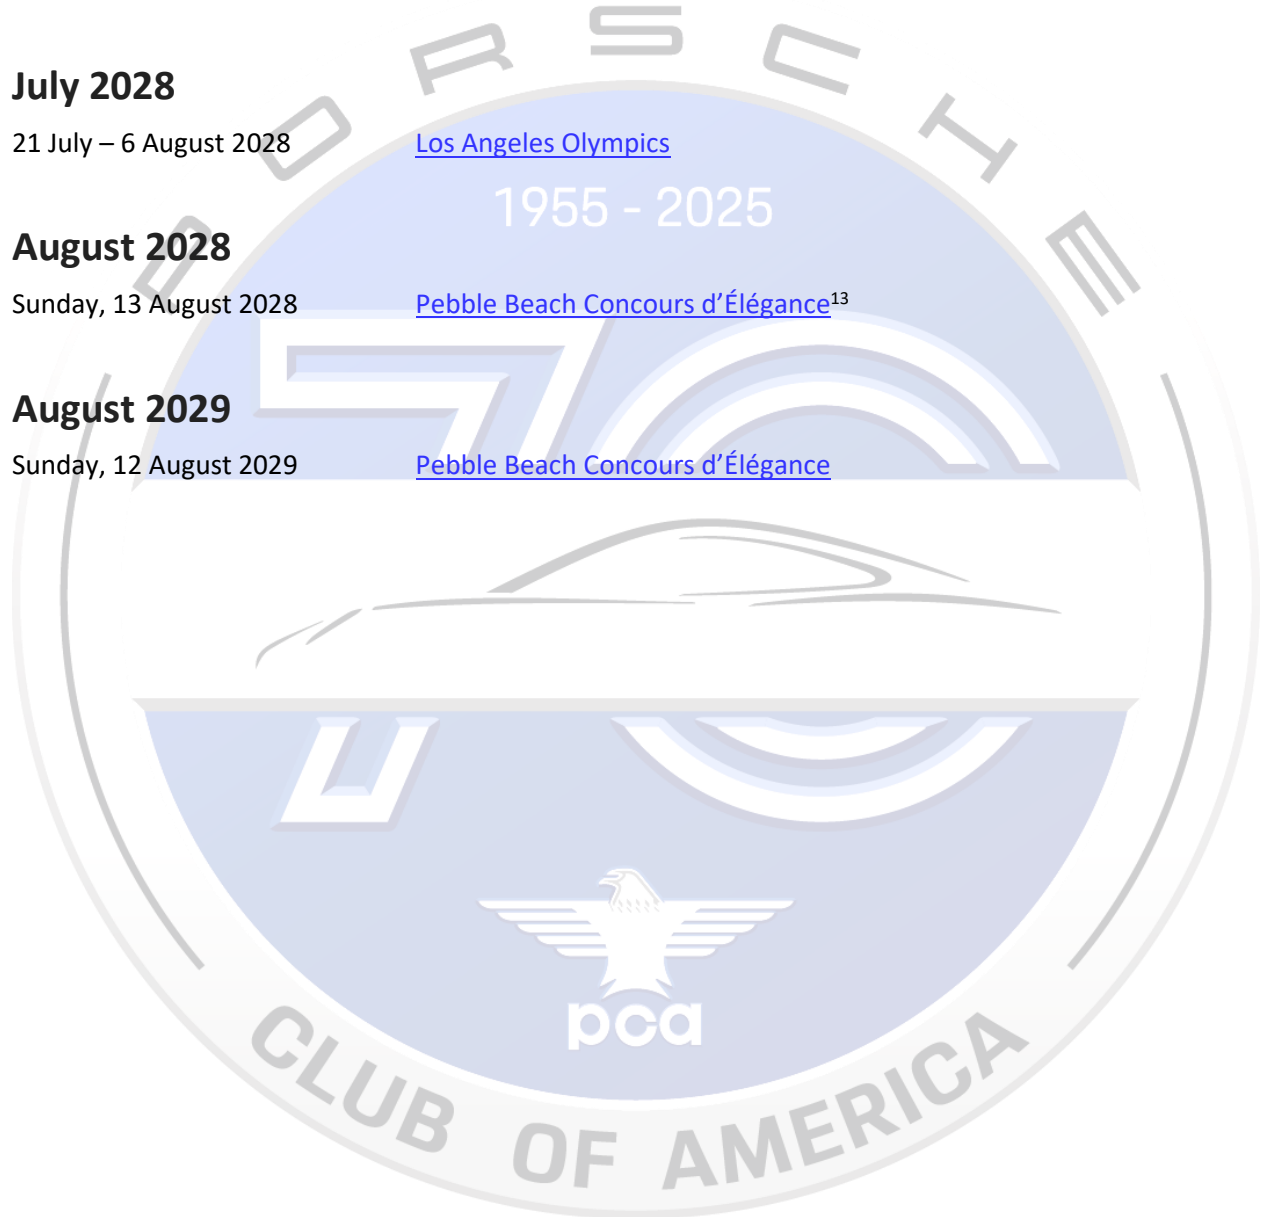 PORSCHE
July 2028
21 July – 6 August 2028 Los Angeles Olympics
1955 - 2025
August 2028
Sunday, 13 August 2028 Pebble Beach Concours d’Élégance¹³
70
August 2029
Sunday, 12 August 2029 Pebble Beach Concours d’Élégance
pca
CLUB OF AMERICA